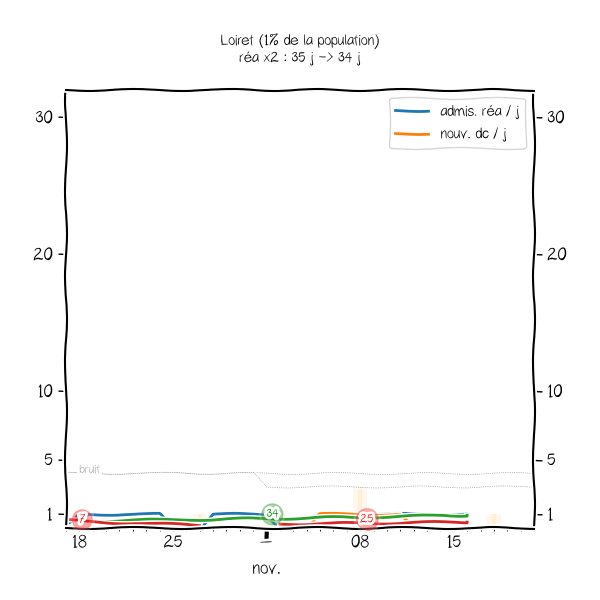 Loiret (1% de la population)
réa x2 : 35 j -> 34 j
admis. réa / j
nouv. dc / j
30 30
20 20
10 10
5 5
bruit
1 1
7 34 25
18 25 1 08 15
nov.